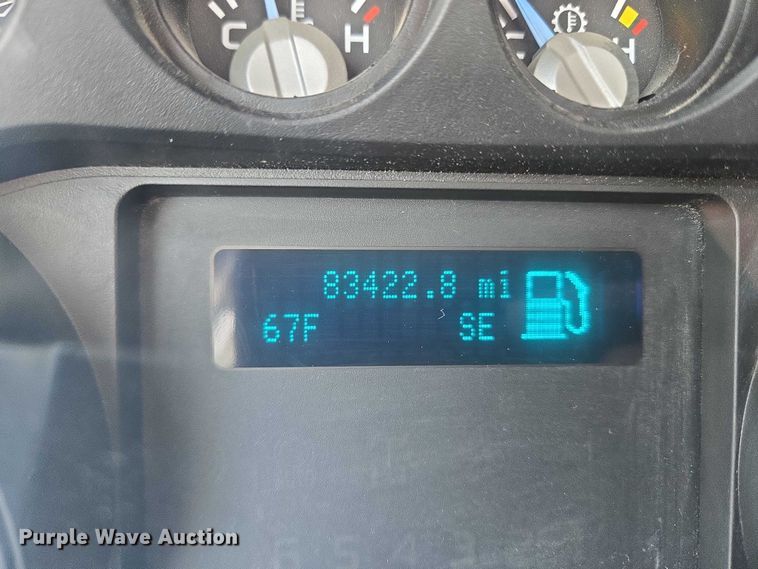 C H
C H
83422.8 mi
67F SE
Purple Wave Auction